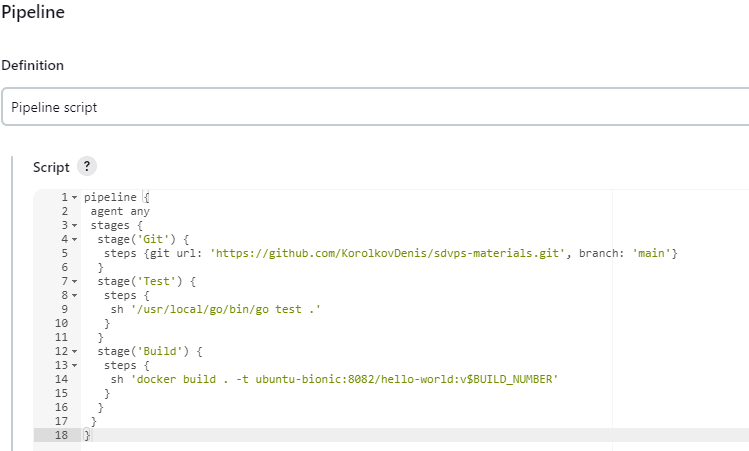 Pipeline
Definition
Pipeline script
Script ?
1 pipeline {
2 agent any
3 stages {
4 stage('Git') {
5 steps {git url: 'https://github.com/KorolkovDenis/sdvps-materials.git', branch: 'main'}
6 }
7 stage('Test') {
8 steps {
9 sh '/usr/local/go/bin/go test .'
10 }
11 }
12 stage('Build') {
13 steps {
14 sh 'docker build . -t ubuntu-bionic:8082/hello-world:v$BUILD_NUMBER'
15 }
16 }
17 }
18 }